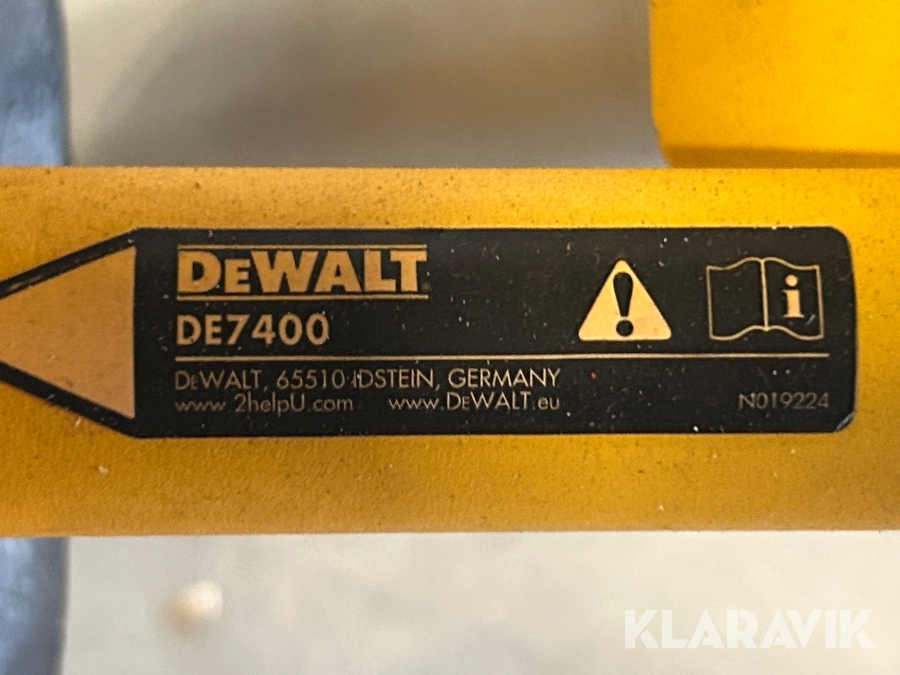 DEWALT
DE7400
DEWALT, 65510 IDSTEIN, GERMANY
www.2helpU.com www.DEWALT.eu
N019224
KLARAVIK